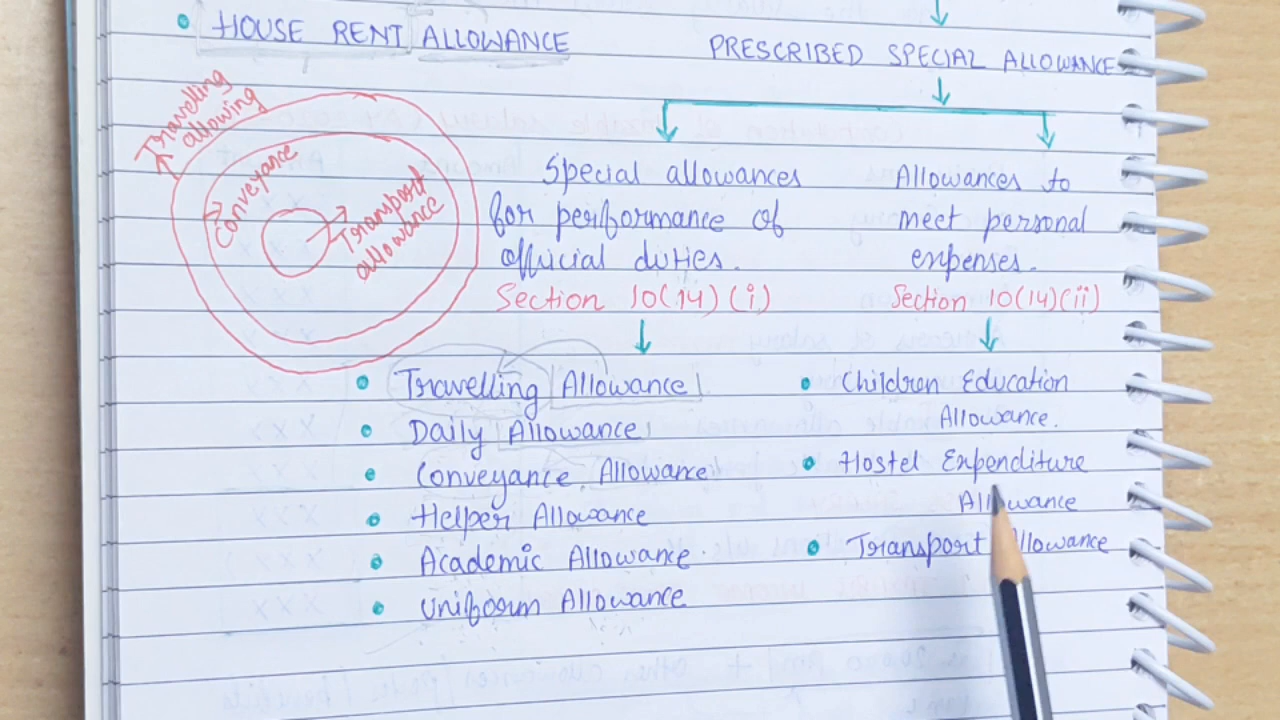 • HOUSE RENT ALLOWANCE
PRESCRIBED SPECIAL ALLOWANCE
Travelling
allowing
Conveyance
Transport
allowance
Special allowances
for performance of
official duties.
Section 10(14)(i)
Allowances to
meet personal
expenses.
Section 10(14)(ii)
• Travelling Allowance
• Daily Allowance
• Conveyance Allowance
• Helper Allowance
• Academic Allowance
• Uniform Allowance
• Children Education
Allowance.
• Hostel Expenditure
Allowance
• Transport Allowance